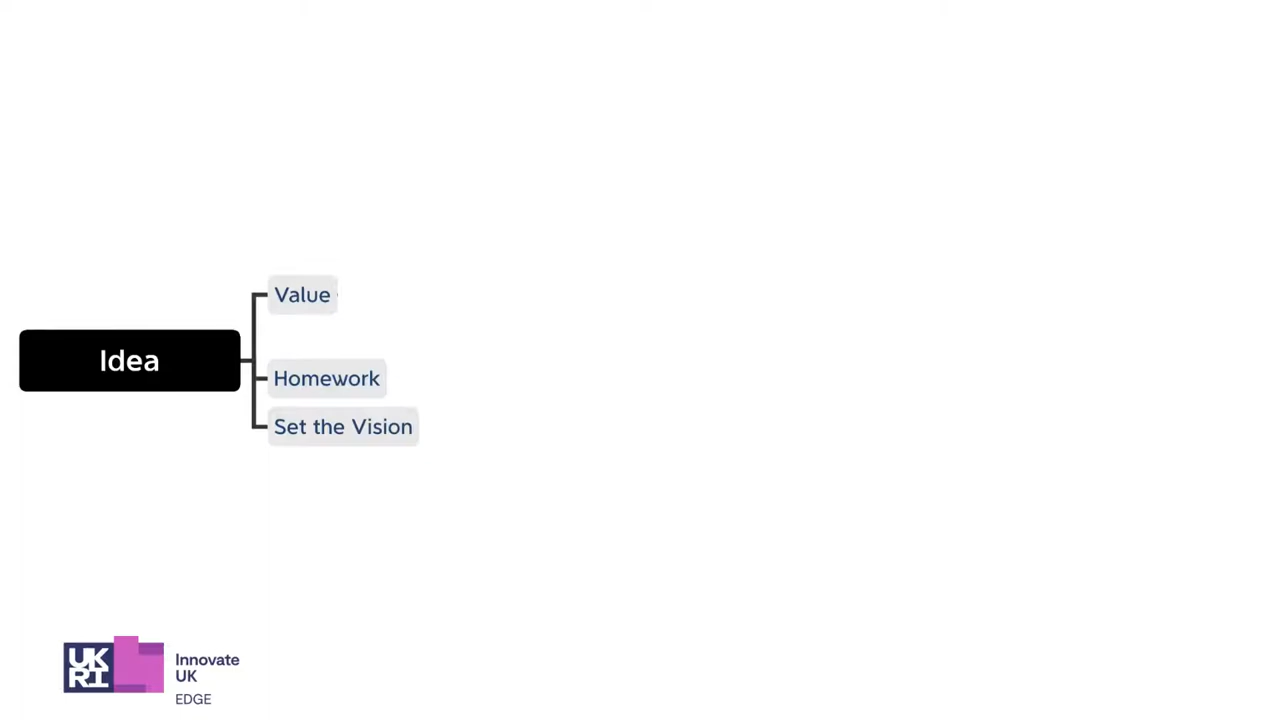 Value
Idea
Homework
Set the Vision
UK
RI
Innovate
UK
EDGE